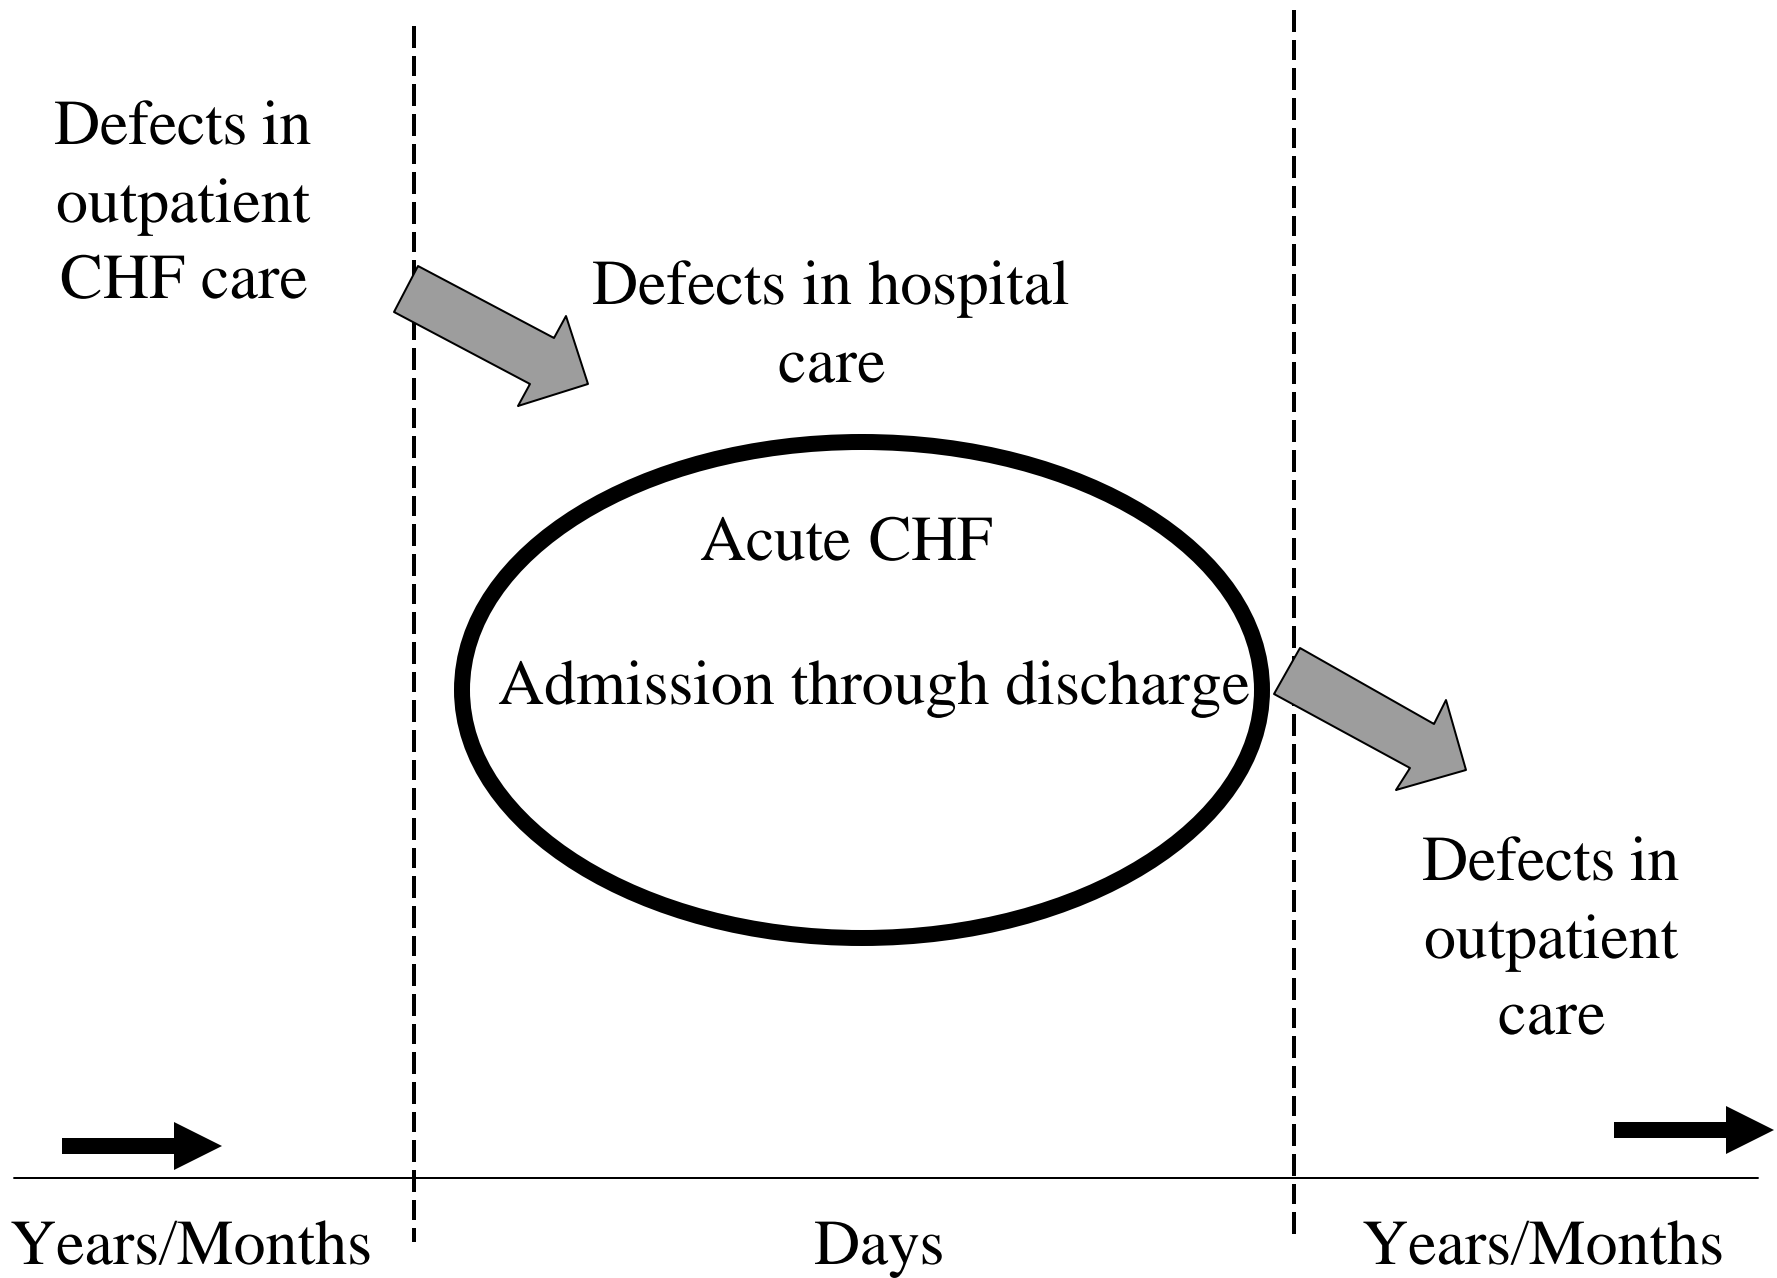 Defects in
outpatient
CHF care
Defects in hospital
care
Acute CHF
Admission through discharge
Defects in
outpatient
care
Years/Months
Days
Years/Months